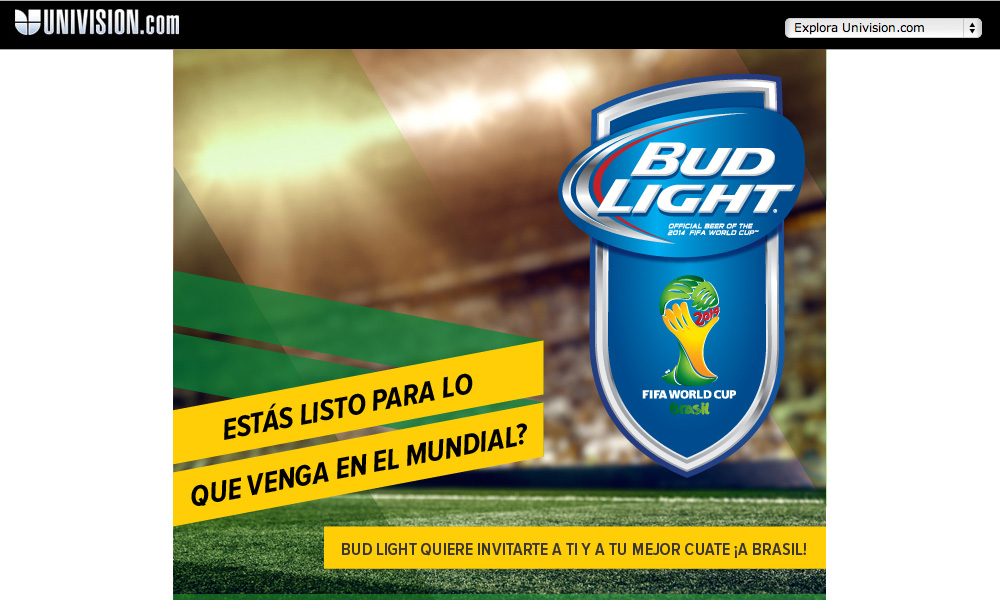 UNIVISION.com
Explora Univision.com
BUD
LIGHT.
OFFICIAL BEER OF THE
2014 FIFA WORLD CUP™
2014
FIFA WORLD CUP
Brasil
ESTÁS LISTO PARA LO
QUE VENGA EN EL MUNDIAL?
BUD LIGHT QUIERE INVITARTE A TI Y A TU MEJOR CUATE ¡A BRASIL!